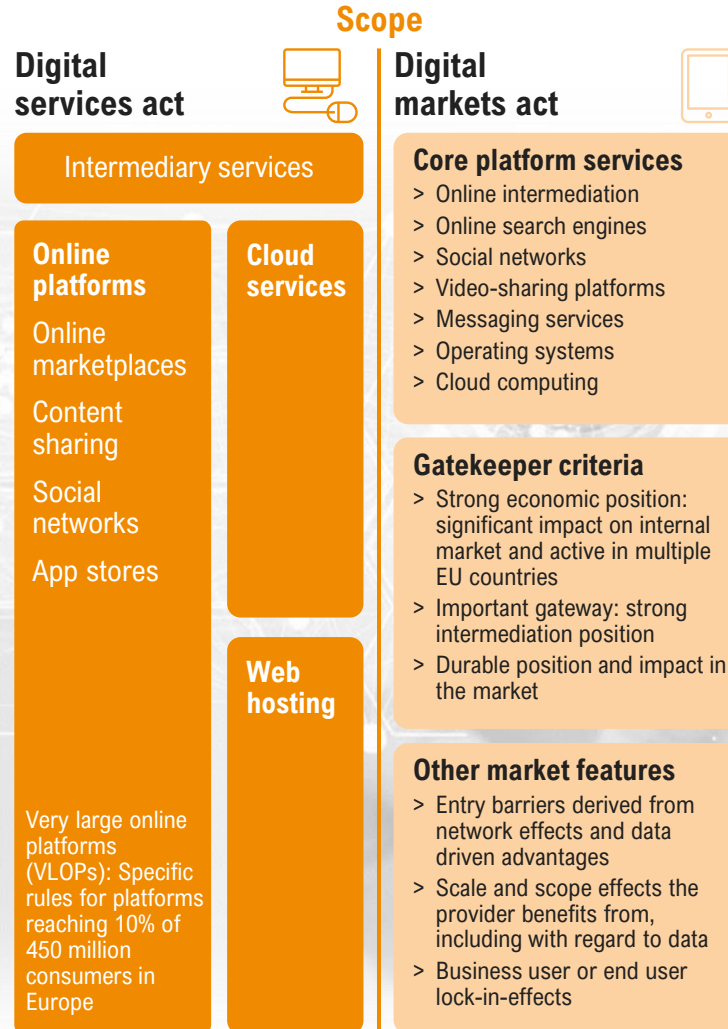 Scope
Digital
services act
Intermediary services
Online
platforms
Online
marketplaces
Content
sharing
Social
networks
App stores
Very large online
platforms
(VLOPs): Specific
rules for platforms
reaching 10% of
450 million
consumers in
Europe
Cloud
services
Web
hosting
Digital
markets act
Core platform services
> Online intermediation
> Online search engines
> Social networks
> Video-sharing platforms
> Messaging services
> Operating systems
> Cloud computing
Gatekeeper criteria
> Strong economic position:
significant impact on internal
market and active in multiple
EU countries
> Important gateway: strong
intermediation position
> Durable position and impact in
the market
Other market features
> Entry barriers derived from
network effects and data
driven advantages
> Scale and scope effects the
provider benefits from,
including with regard to data
> Business user or end user
lock-in-effects